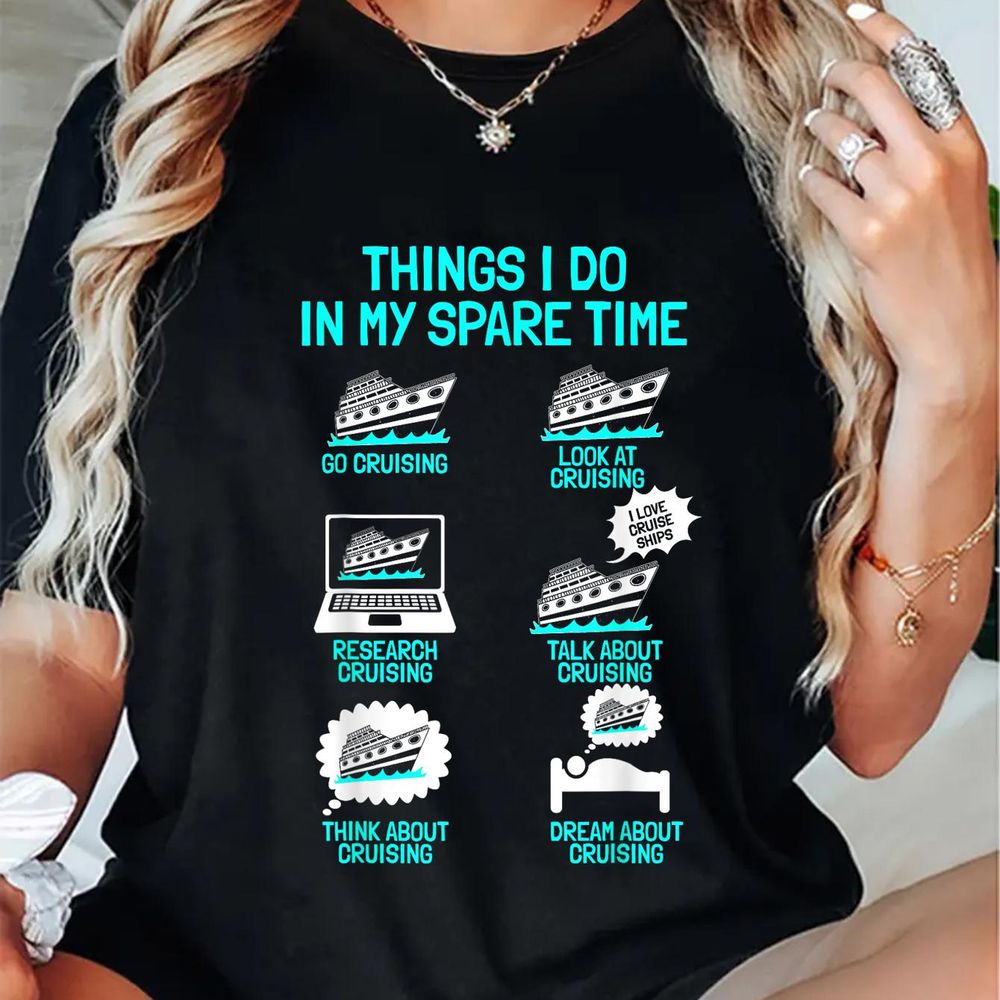 THINGS I DO
IN MY SPARE TIME
GO CRUISING
LOOK AT
CRUISING
RESEARCH
CRUISING
I LOVE
CRUISE
SHIPS
TALK ABOUT
CRUISING
THINK ABOUT
CRUISING
DREAM ABOUT
CRUISING